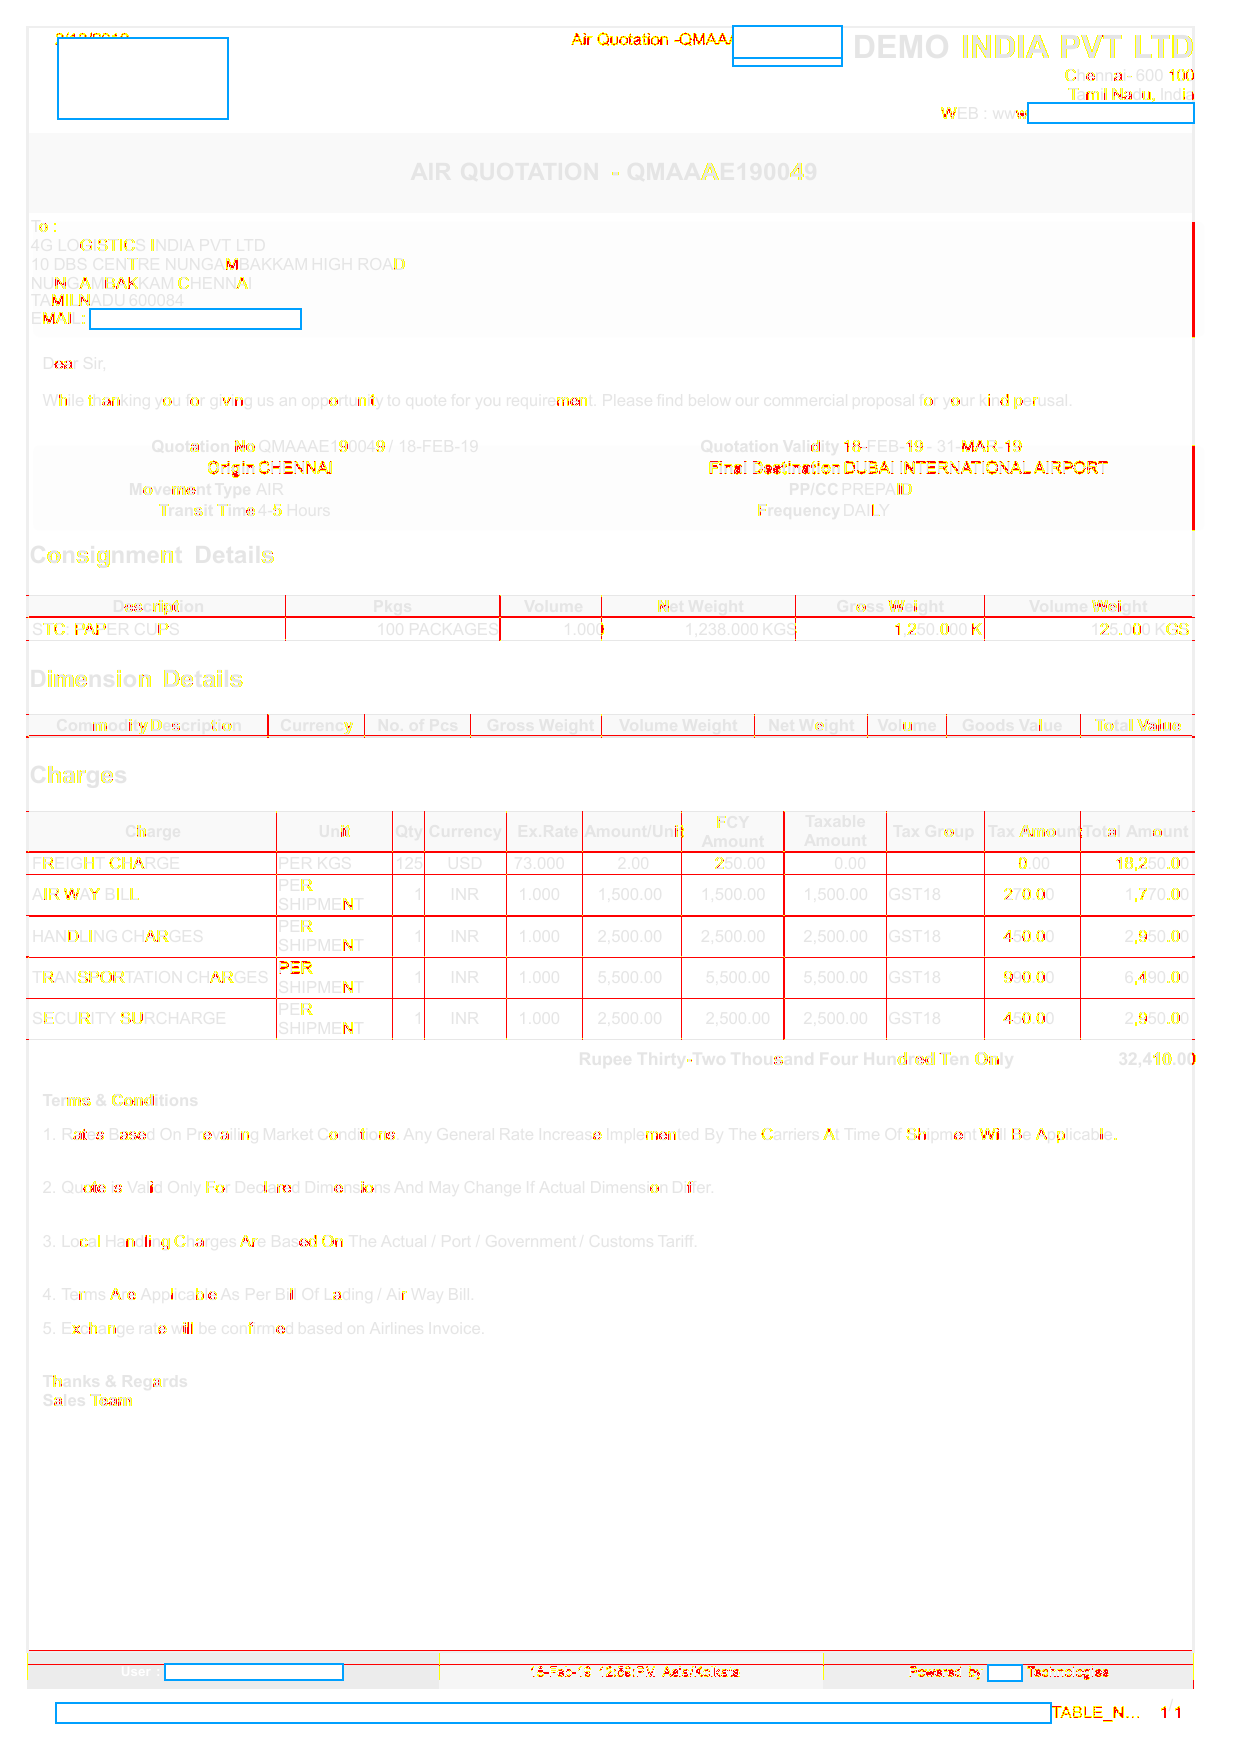 Air Quotation -QMAA
DEMO INDIA PVT LTD
Chennai- 600 100
Tamil Nadu, India
WEB : www
AIR QUOTATION - QMAAAE190049
To :
4G LOGISTICS INDIA PVT LTD
10 DBS CENTRE NUNGAMBAKKAM HIGH ROAD
NUNGAMBAKKAM CHENNAI
TAMILNADU 600084
EMAIL :
Dear Sir,
While thanking you for giving us an opportunity to quote for you requirement. Please find below our commercial proposal for your kind perusal.
Quotation No QMAAAE190049 / 18-FEB-19 Quotation Validity 18-FEB-19 - 31-MAR-19
Origin CHENNAI Final Destination DUBAI INTERNATIONAL AIRPORT
Movement Type AIR PP/CC PREPAID
Transit Time 4-5 Hours Frequency DAILY
Consignment Details
Description Pkgs Volume Net Weight Gross Weight Volume Weight
STC: PAPER CUPS 100 PACKAGES 1.000 1,238.000 KGS 1,250.000 K 125.000 KGS
Dimension Details
Commodity Description Currency No. of Pcs Gross Weight Volume Weight Net Weight Volume Goods Value Total Value
Charges
Charge Unit Qty Currency Ex.Rate Amount/Unit FCY Amount Taxable Amount Tax Group Tax Amount Total Amount
FREIGHT CHARGE PER KGS 125 USD 73.000 2.00 250.00 0.00 0.00 18,250.00
AIR WAY BILL PER SHIPMENT 1 INR 1.000 1,500.00 1,500.00 1,500.00 GST18 270.00 1,770.00
HANDLING CHARGES PER SHIPMENT 1 INR 1.000 2,500.00 2,500.00 2,500.00 GST18 450.00 2,950.00
TRANSPORTATION CHARGES PER SHIPMENT 1 INR 1.000 5,500.00 5,500.00 5,500.00 GST18 990.00 6,490.00
SECURITY SURCHARGE PER SHIPMENT 1 INR 1.000 2,500.00 2,500.00 2,500.00 GST18 450.00 2,950.00
Rupee Thirty-Two Thousand Four Hundred Ten Only 32,410.00
Terms & Conditions
1. Rates Based On Prevailing Market Conditions. Any General Rate Increase Implemented By The Carriers At Time Of Shipment Will Be Applicable.
2. Quote is Valid Only For Declared Dimensions And May Change If Actual Dimension Differ.
3. Local Handling Charges Are Based On The Actual / Port / Government / Customs Tariff.
4. Terms Are Applicable As Per Bill Of Lading / Air Way Bill.
5. Exchange rate will be confirmed based on Airlines Invoice.
Thanks & Regards
Sales Team
User : 18-Feb-19 12:59:PM Asia/Kolkata Powered by Technologies
TABLE_N... 1/1